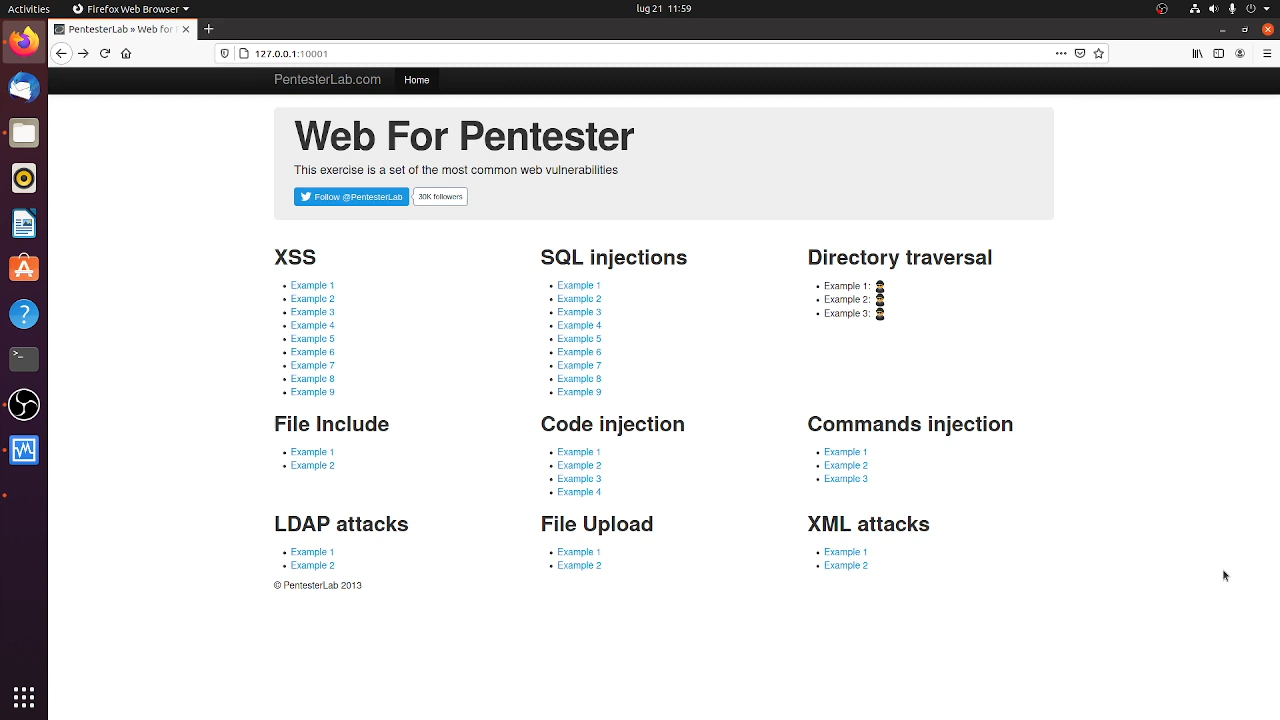 Activities
Firefox Web Browser
lug 21 11:59
PentesterLab » Web for
127.0.0.1:10001
PentesterLab.com
Home
Web For Pentester
This exercise is a set of the most common web vulnerabilities
Follow @PentesterLab
30K followers
XSS
Example 1
Example 2
Example 3
Example 4
Example 5
Example 6
Example 7
Example 8
Example 9
SQL injections
Example 1
Example 2
Example 3
Example 4
Example 5
Example 6
Example 7
Example 8
Example 9
Directory traversal
Example 1:
Example 2:
Example 3:
File Include
Example 1
Example 2
Code injection
Example 1
Example 2
Example 3
Example 4
Commands injection
Example 1
Example 2
Example 3
LDAP attacks
Example 1
Example 2
File Upload
Example 1
Example 2
XML attacks
Example 1
Example 2
© PentesterLab 2013